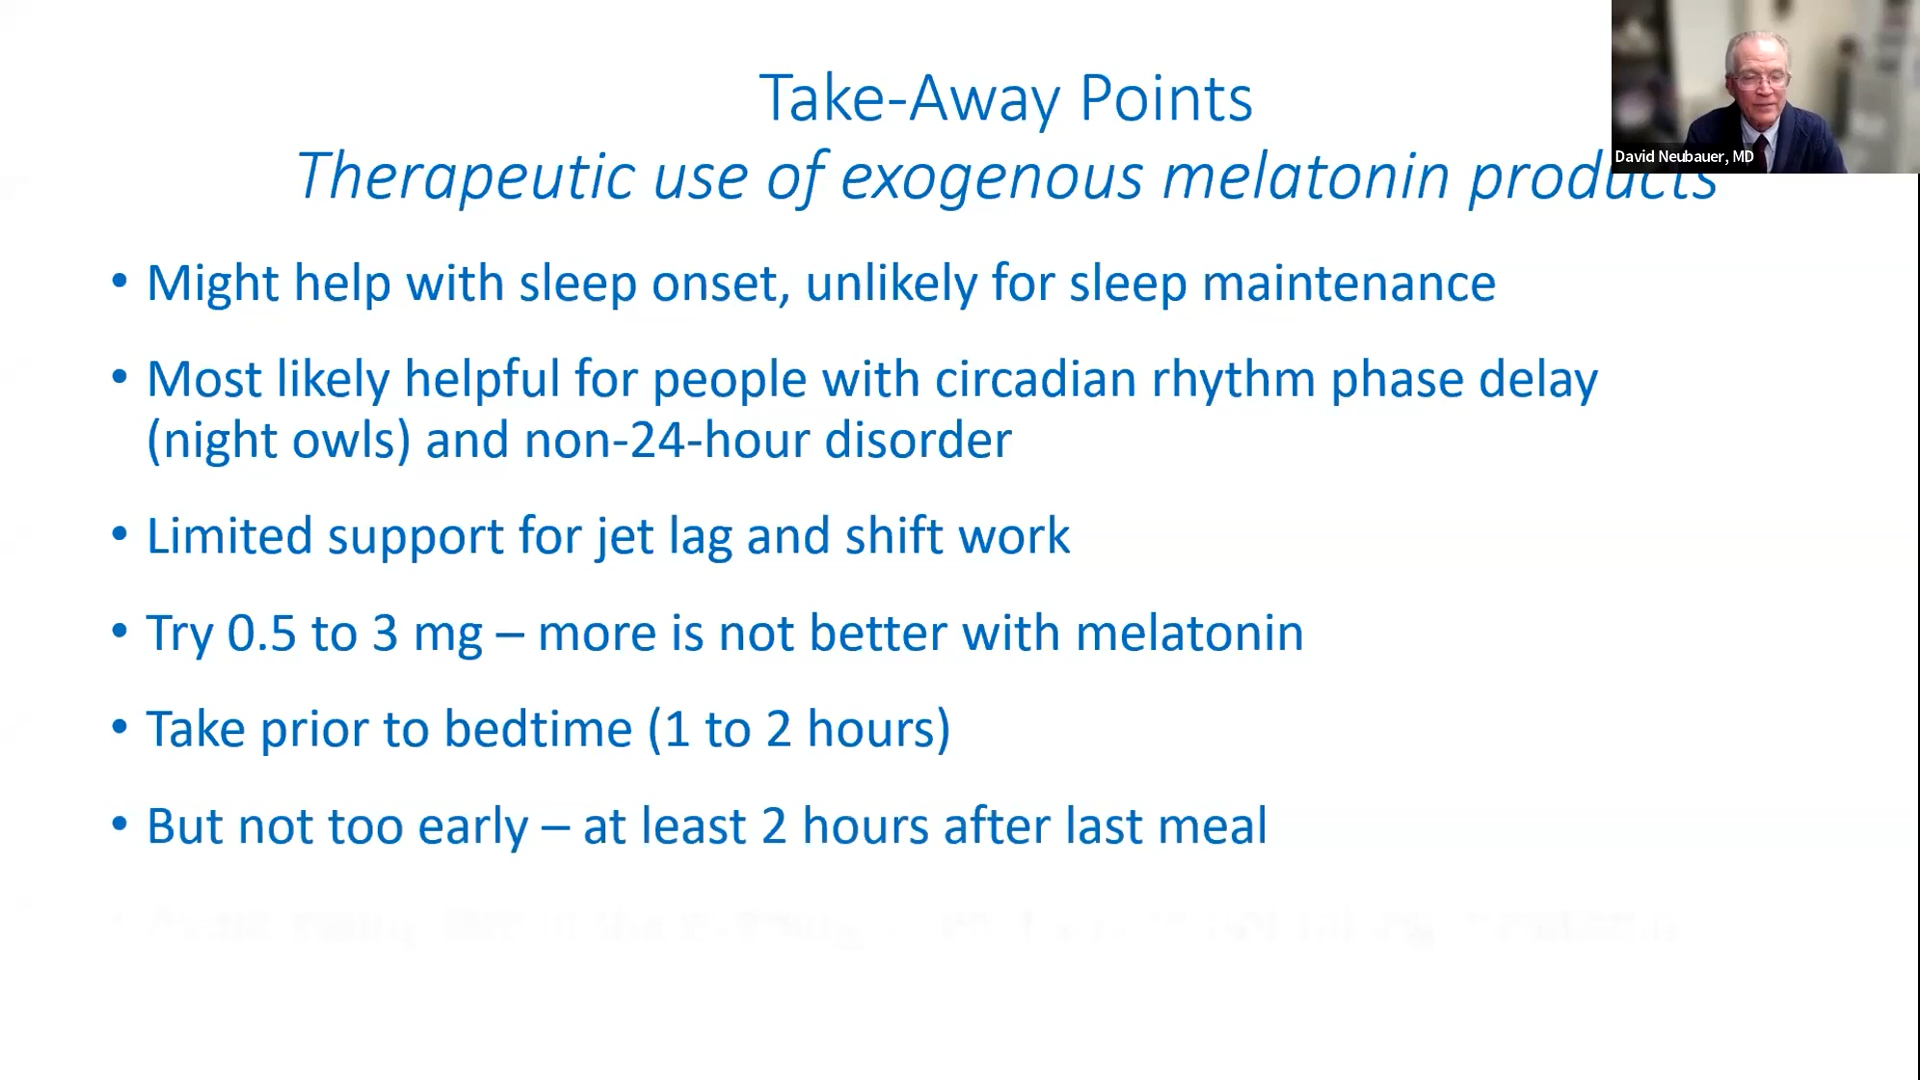 Take-Away Points
Therapeutic use of exogenous melatonin products
David Neubauer, MD
• Might help with sleep onset, unlikely for sleep maintenance
• Most likely helpful for people with circadian rhythm phase delay
(night owls) and non-24-hour disorder
• Limited support for jet lag and shift work
• Try 0.5 to 3 mg – more is not better with melatonin
• Take prior to bedtime (1 to 2 hours)
• But not too early – at least 2 hours after last meal